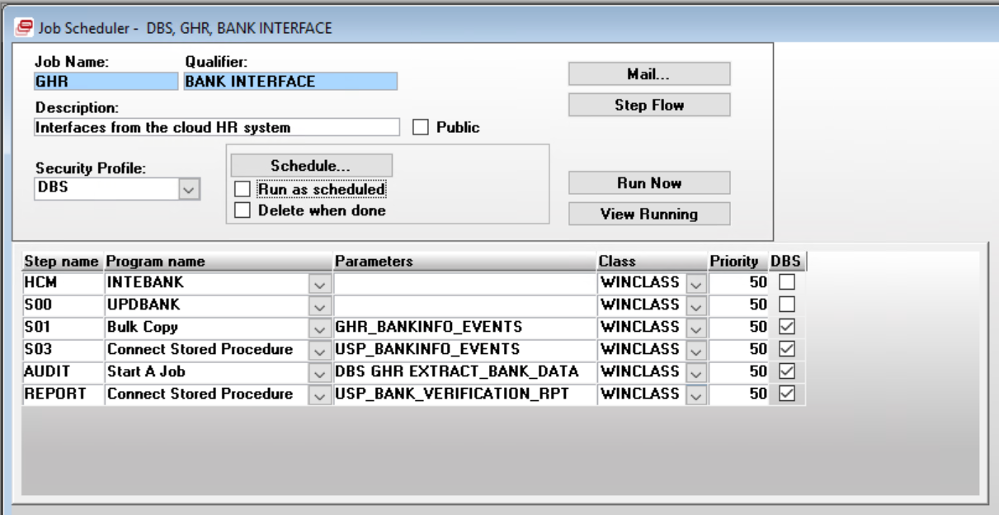 Job Scheduler - DBS, GHR, BANK INTERFACE
Job Name: Qualifier:
GHR BANK INTERFACE
Mail...
Description:
Step Flow
Interfaces from the cloud HR system Public
Security Profile:
DBS
Schedule...
Run as scheduled
Delete when done
Run Now
View Running
Step name Program name Parameters Class Priority DBS
HCM INTEBANK WINCLASS 50
S00 UPDBANK WINCLASS 50
S01 Bulk Copy GHR_BANKINFO_EVENTS WINCLASS 50
S03 Connect Stored Procedure USP_BANKINFO_EVENTS WINCLASS 50
AUDIT Start A Job DBS GHR EXTRACT_BANK_DATA WINCLASS 50
REPORT Connect Stored Procedure USP_BANK_VERIFICATION_RPT WINCLASS 50